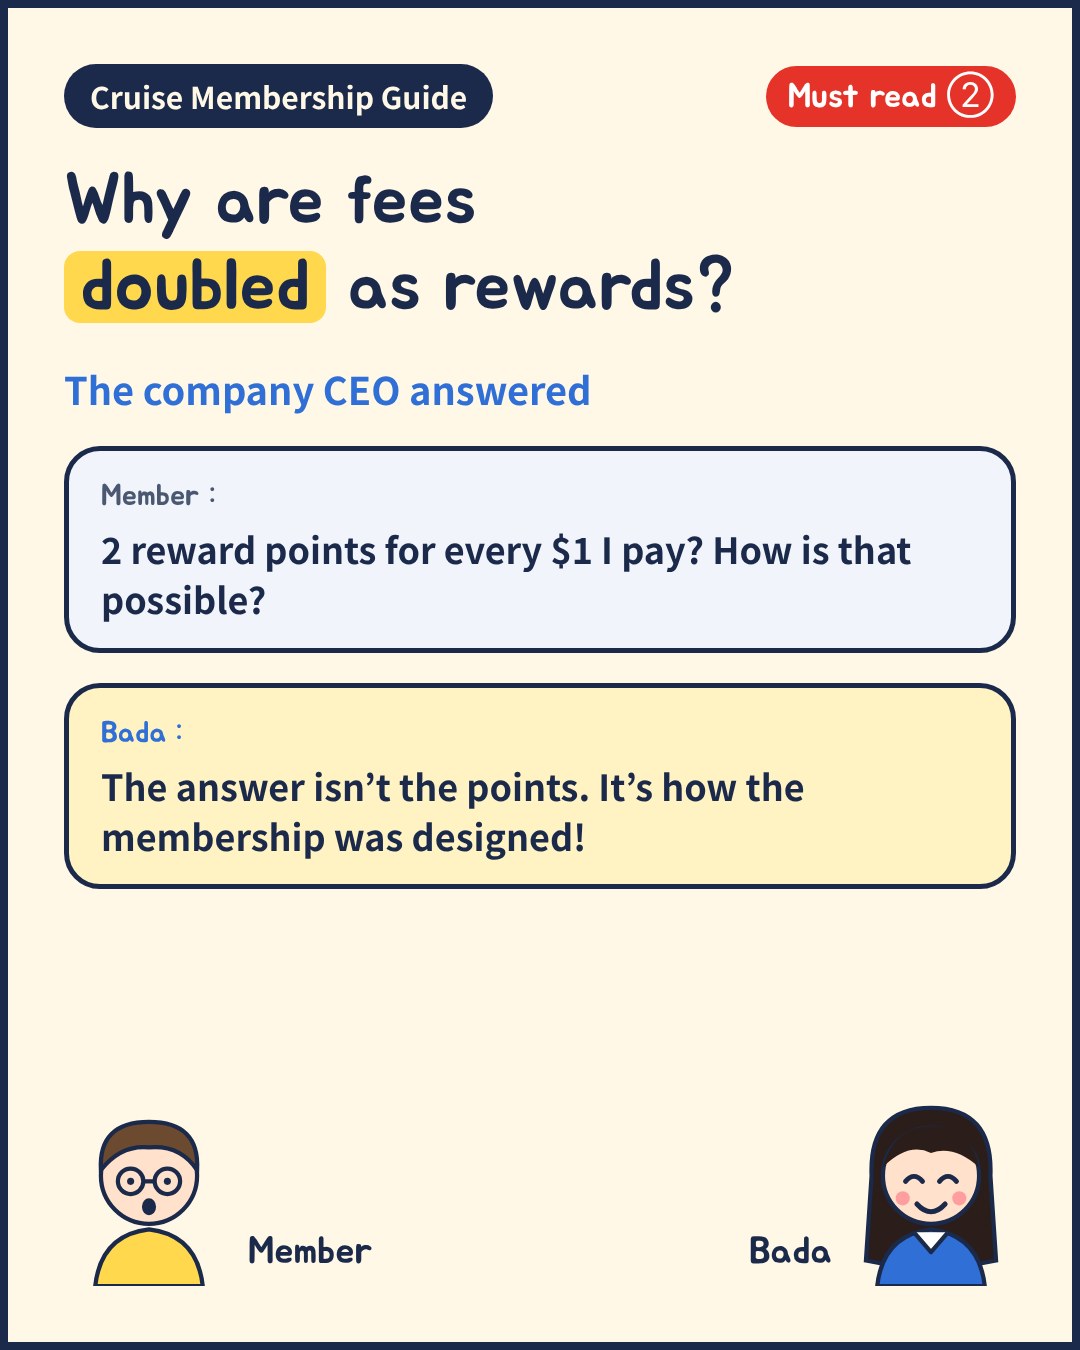 Cruise Membership Guide
Must read ②
Why are fees
doubled as rewards?
The company CEO answered
Member :
2 reward points for every $1 I pay? How is that
possible?
Bada :
The answer isn’t the points. It’s how the
membership was designed!
Member
Bada